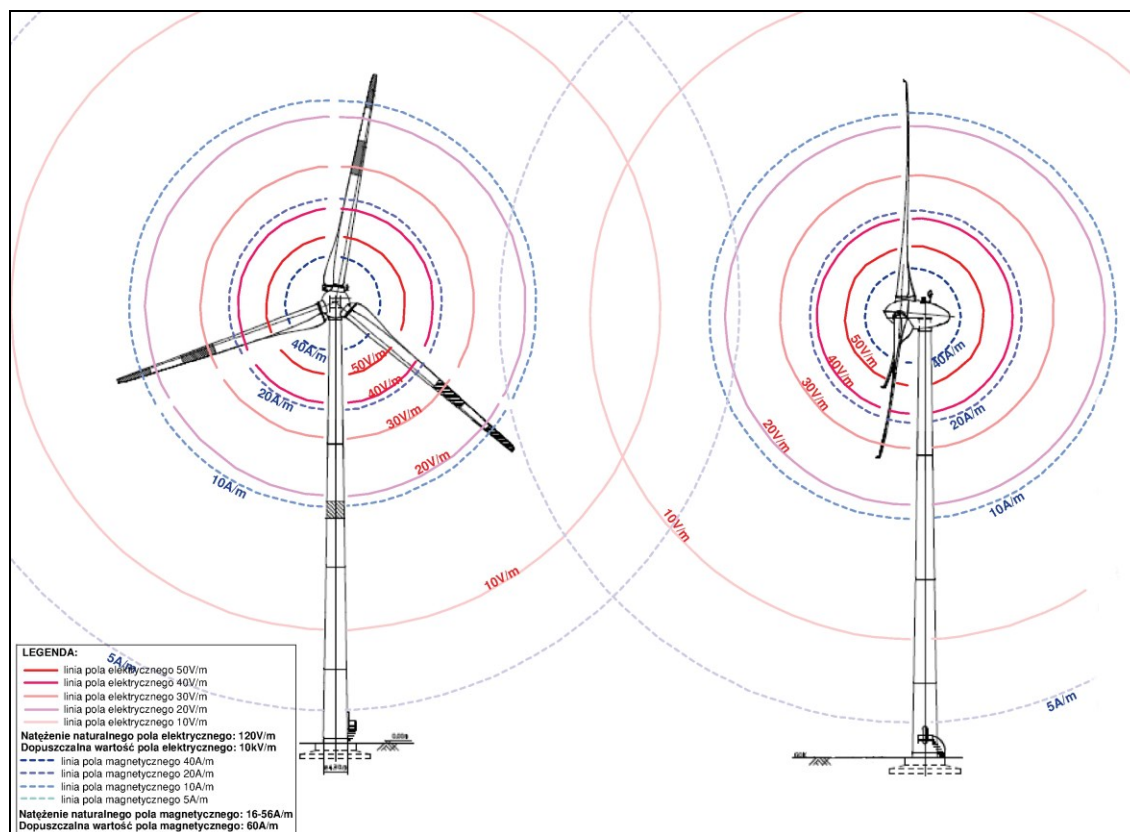 40A/m
50V/m
40V/m
20A/m
30V/m
20V/m
10A/m
10V/m
5A/m
50V/m
40A/m
40V/m
30V/m
20A/m
20V/m
10A/m
10V/m
5A/m
LEGENDA:
linia pola elektrycznego 50V/m
linia pola elektrycznego 40V/m
linia pola elektrycznego 30V/m
linia pola elektrycznego 20V/m
linia pola elektrycznego 10V/m
Natężenie naturalnego pola elektrycznego: 120V/m
Dopuszczalna wartość pola elektrycznego: 10kV/m
linia pola magnetycznego 40A/m
linia pola magnetycznego 20A/m
linia pola magnetycznego 10A/m
linia pola magnetycznego 5A/m
Natężenie naturalnego pola magnetycznego: 16-56A/m
Dopuszczalna wartość pola magnetycznego: 60A/m